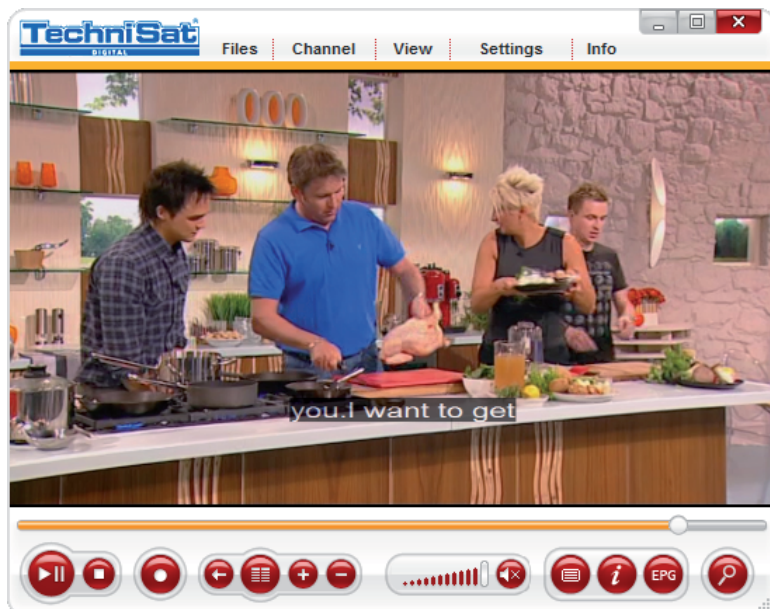 TechniSat
DIGITAL
Files Channel View Settings Info
you.I want to get
i EPG